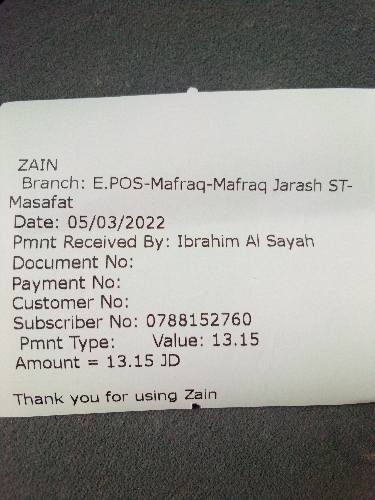 ZAIN
Branch: E.POS-Mafraq-Mafraq Jarash ST-
Masafat
Date: 05/03/2022
Pmnt Received By: Ibrahim Al Sayah
Document No:
Payment No:
Customer No:
Subscriber No: 0788152760
Pmnt Type: Value: 13.15
Amount = 13.15 JD
Thank you for using Zain